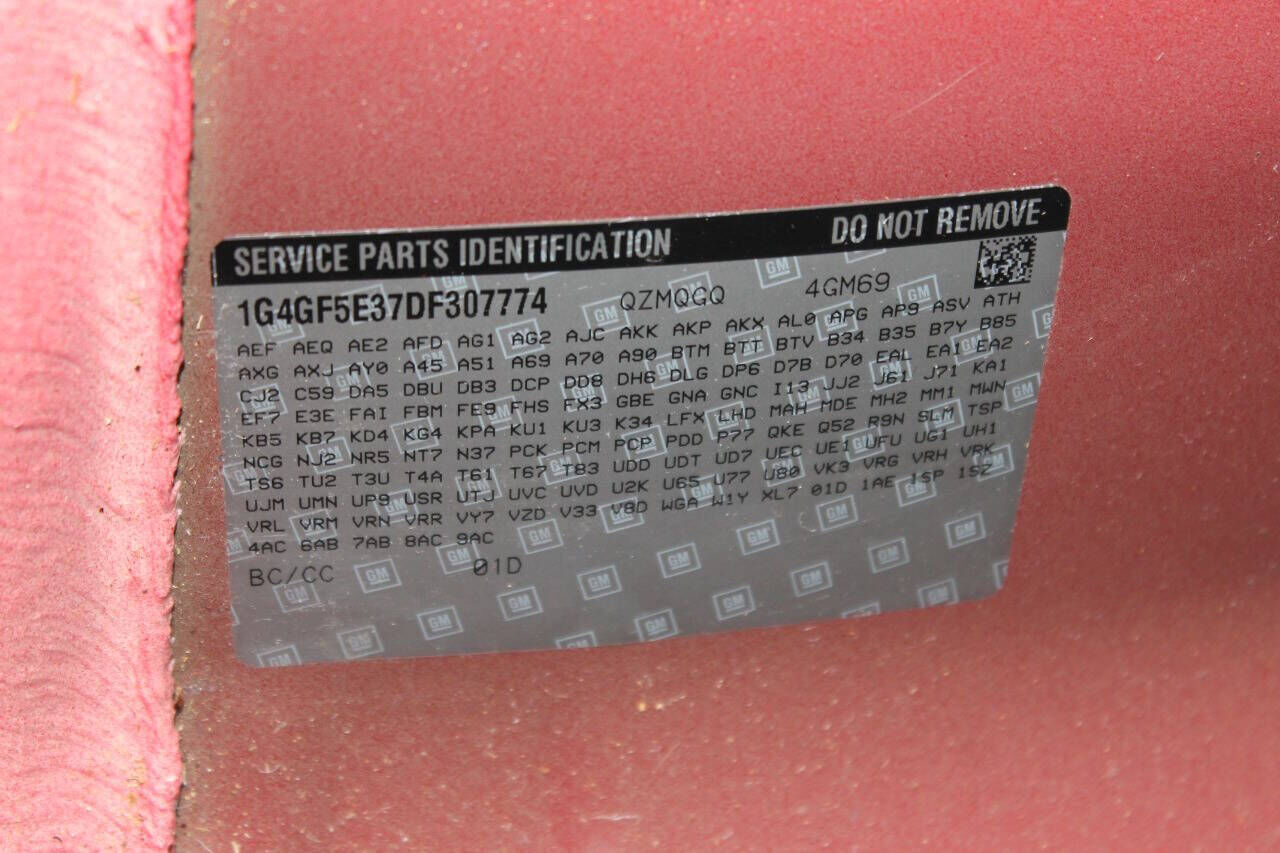 SERVICE PARTS IDENTIFICATION DO NOT REMOVE
1G4GF5E37DF307774 QZMQGQ 4GM69
AEF AEQ AE2 AFD AG1 AG2 AJC AKK AKP AKX AL0 APG AP9 ASV ATH
AXG AXJ AY0 A45 A51 A69 A70 A90 BTM BTT BTV B34 B35 B7Y B85
CJ2 C59 DA5 DBU DB3 DCP DD8 DH6 DLG DP6 D7B D70 EAL EA1 EA2
EF7 E3E FAI FBM FE9 FHS FX3 GBE GNA GNC I13 JJ2 J61 J71 KA1
KB5 KB7 KD4 KG4 KPA KU1 KU3 K34 LFX LHD MAH MDE MH2 MM1 MWN
NCG NJ2 NR5 NT7 N37 PCK PCM PCP PDD P77 QKE Q52 R9N SLM TSP
TS6 TU2 T3U T4A T61 T67 T83 UDD UDT UD7 UEC UE1 UFU UG1 UH1
UJM UMN UP9 USR UTJ UVC UVD U2K U65 U77 U80 VK3 VRG VRH VRK
VRL VRM VRN VRR VY7 VZD V33 V8D WGA W1Y XL7 01D 1AE 1SP 1SZ
4AC 6AB 7AB 8AC 9AC
BC/CC 01D